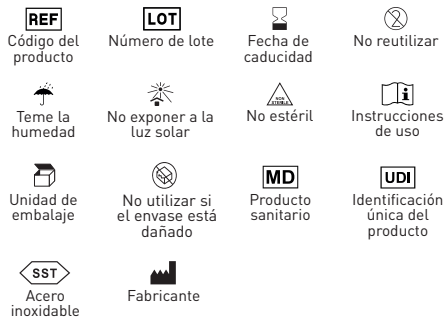 REF
Código del
producto
LOT
Número de lote
Fecha de
caducidad
2
No reutilizar
Teme la
humedad
No exponer a la
luz solar
NON
STERILE
No estéril
i
Instrucciones
de uso
Unidad de
embalaje
No utilizar si
el envase está
dañado
MD
Producto
sanitario
UDI
Identificación
única del
producto
SST
Acero
inoxidable
Fabricante